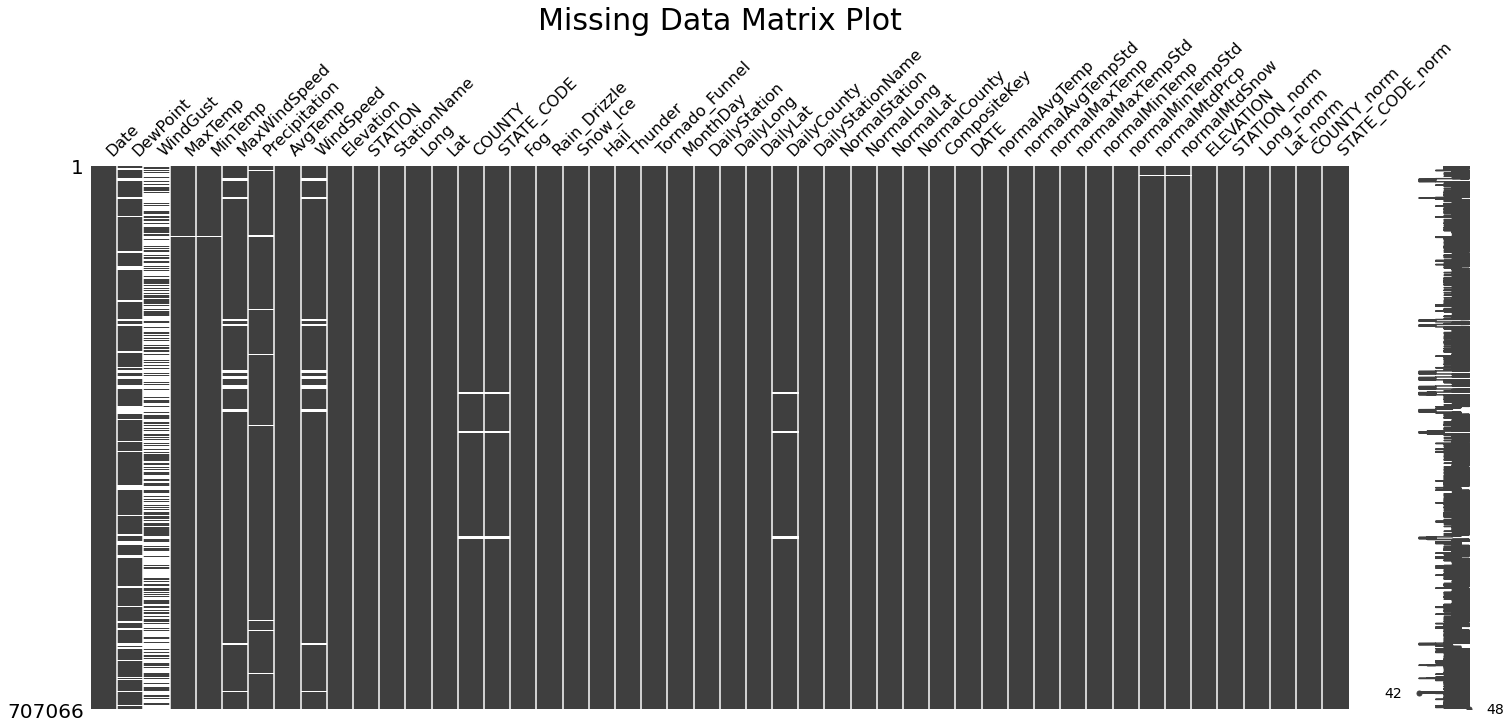 Missing Data Matrix Plot
Date
DewPoint
WindGust
MaxTemp
MinTemp
MaxWindSpeed
Precipitation
AvgTemp
WindSpeed
Elevation
STATION
StationName
Long
Lat
COUNTY
STATE_CODE
Fog
Rain_Drizzle
Snow_Ice
Hail
Thunder
Tornado_Funnel
MonthDay
DailyStation
DailyLong
DailyLat
DailyCounty
DailyStationName
NormalStation
NormalLong
NormalLat
NormalCounty
CompositeKey
DATE
normalAvgTemp
normalAvgTempStd
normalMaxTemp
normalMaxTempStd
normalMinTemp
normalMinTempStd
normalMtdPrcp
normalMtdSnow
ELEVATION
STATION_norm
Long_norm
Lat_norm
COUNTY_norm
STATE_CODE_norm
1
42
48
707066